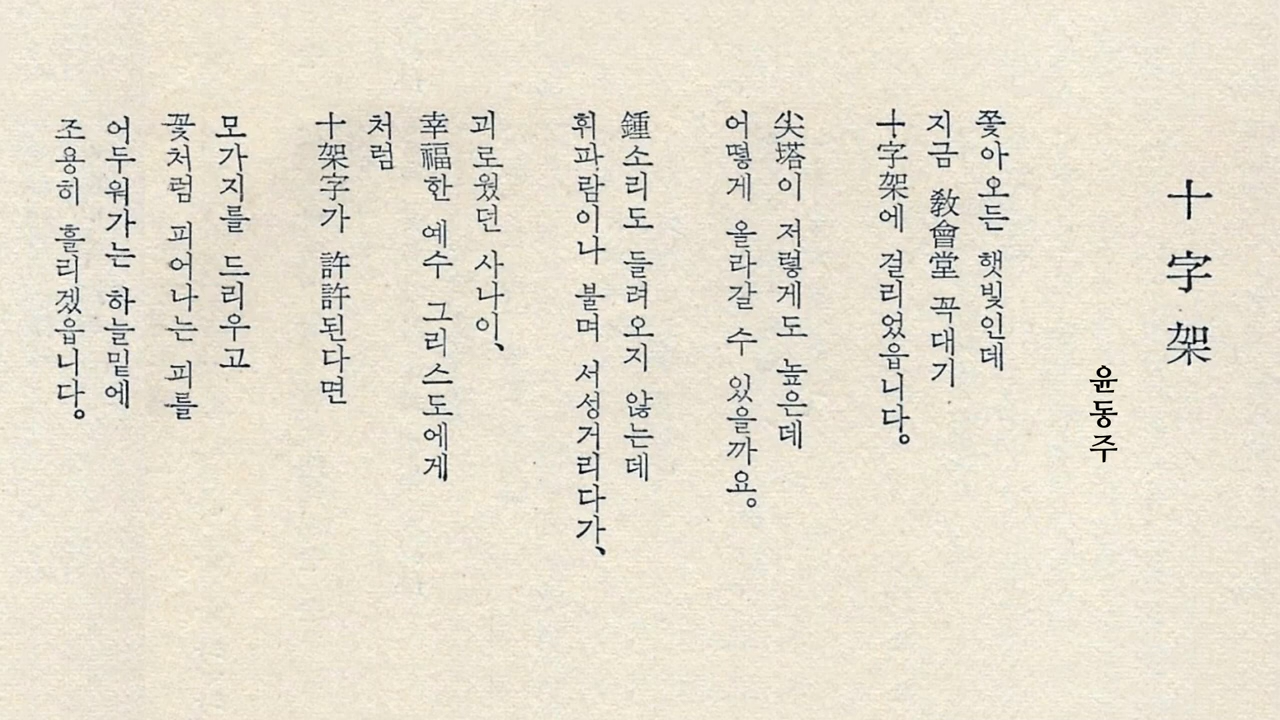 十字架
윤동주
쫓아오든 햇빛인데
지금 敎會堂 꼭대기
十字架에 걸리었읍니다。
尖塔이 저렇게도 높은데
어떻게 올라갈 수 있을까요。
鍾소리도 들려오지 않는데
휘파람이나 불며 서성거리다가、
괴로웠던 사나이、
幸福한 예수 그리스도에게
처럼
十架字가 許許된다면
모가지를 드리우고
꽃처럼 피어나는 피를
어두워가는 하늘밑에
조용히 흘리겠읍니다。